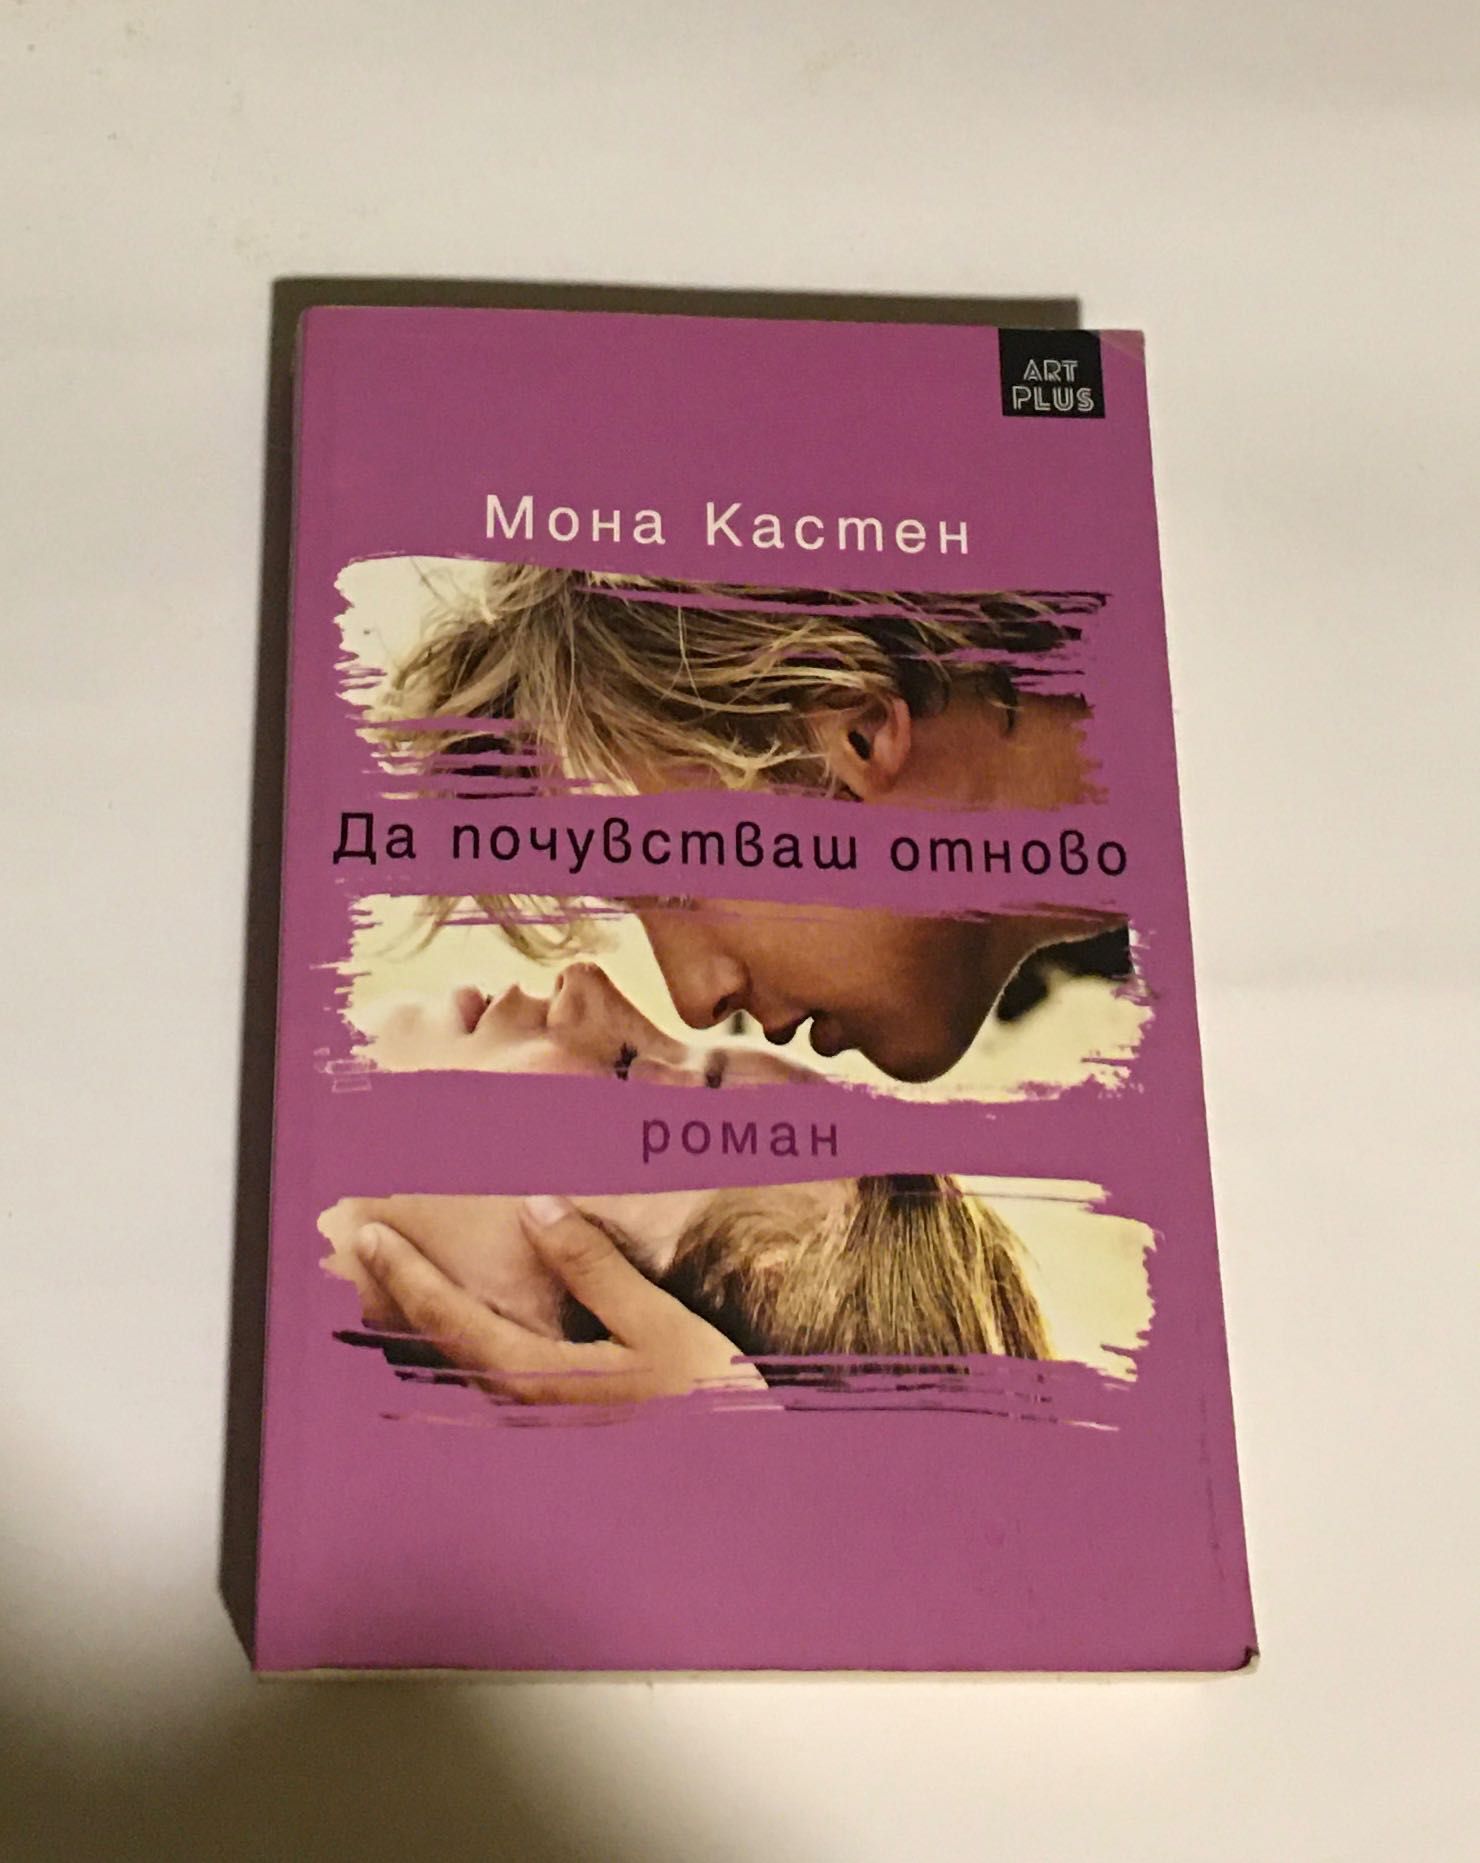 ART
PLUS
Мона Кастен
Да почувстваш отново
роман